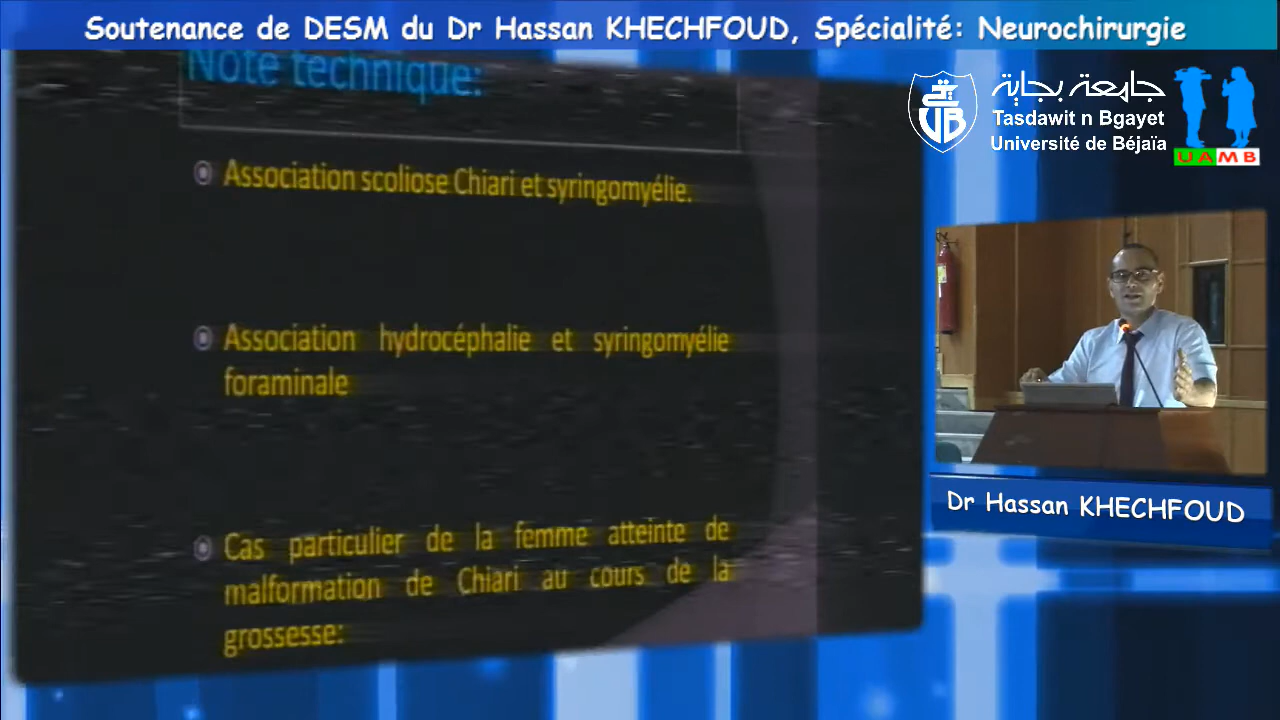 Soutenance de DESM du Dr Hassan KHECHFOUD, Spécialité: Neurochirurgie
Note technique:
Association scoliose Chiari et syringomyélie.
Association hydrocéphalie et syringomyélie
foraminale
Cas particulier de la femme atteinte de
malformation de Chiari au cours de la
grossesse:
جامعة بجاية
Tasdawit n Bgayet
Université de Béjaïa
UB
UAMB
Dr Hassan KHECHFOUD